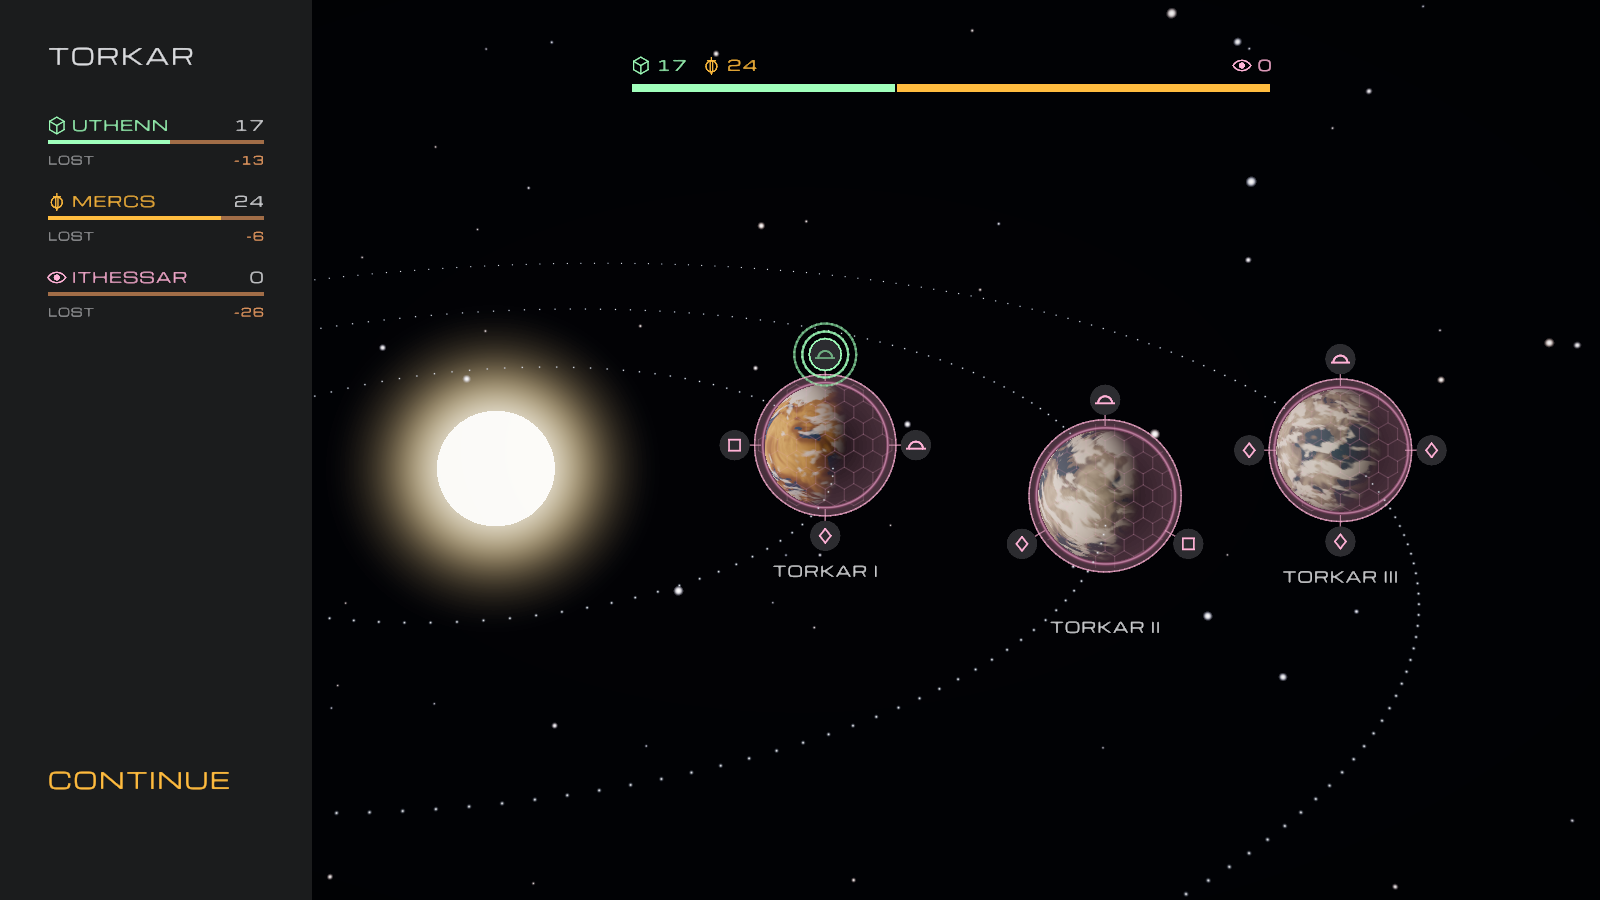 TORKAR
UTHENN 17
LOST -13
MERCS 24
LOST -6
ITHESSAR 0
LOST -26
CONTINUE
17 24 0
TORKAR I
TORKAR II
TORKAR III